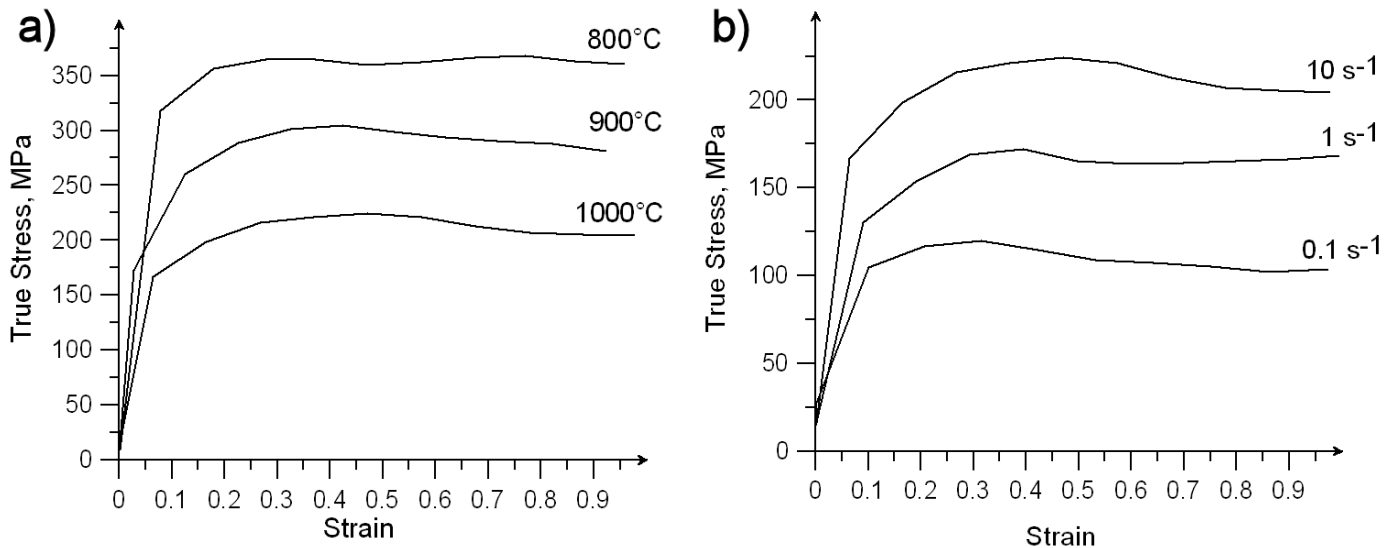 a)
800°C
900°C
1000°C
True Stress, MPa
350
300
250
200
150
100
50
0
0 0.1 0.2 0.3 0.4 0.5 0.6 0.7 0.8 0.9
Strain
b)
10 s-1
1 s-1
0.1 s-1
True Stress, MPa
200
150
100
50
0
0 0.1 0.2 0.3 0.4 0.5 0.6 0.7 0.8 0.9
Strain